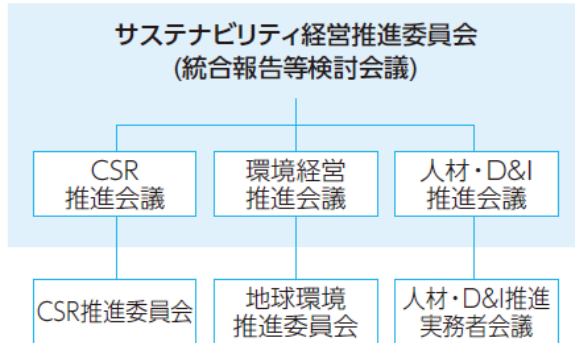 サステナビリティ経営推進委員会
(統合報告等検討会議)
CSR
推進会議
環境経営
推進会議
人材・D&I
推進会議
CSR推進委員会
地球環境
推進委員会
人材・D&I推進
実務者会議